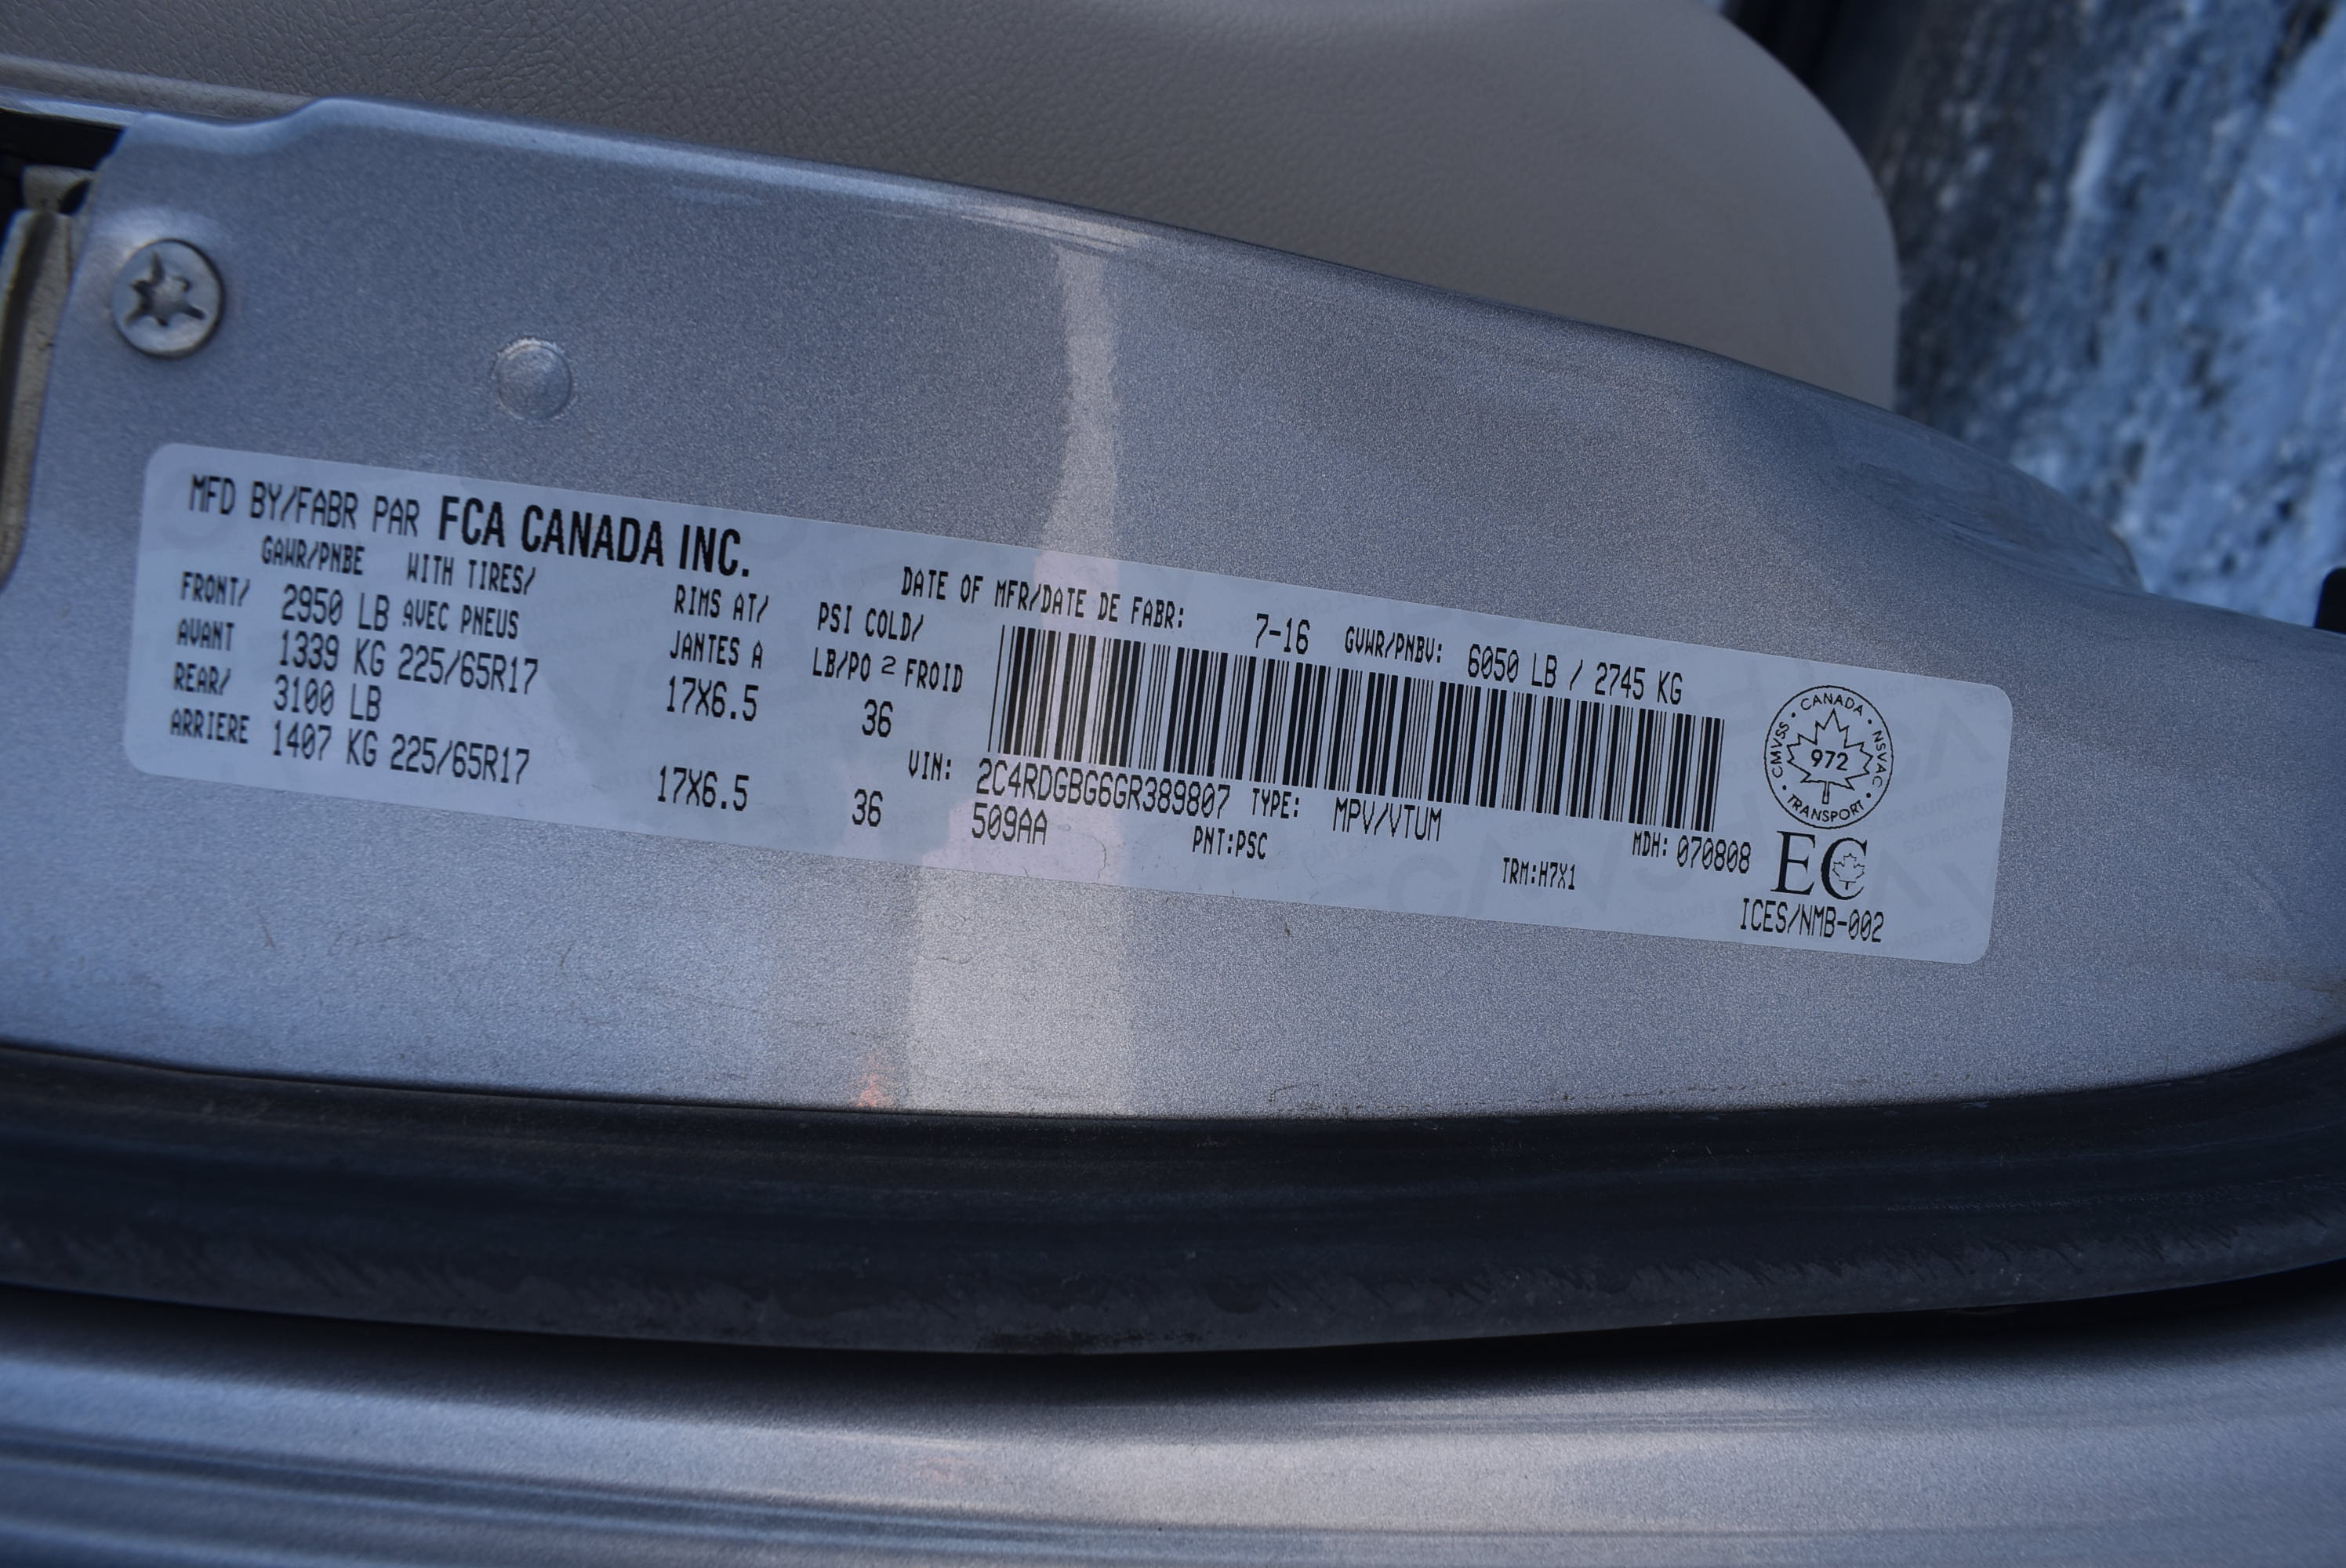 MFD BY/FABR PAR FCA CANADA INC.
DATE OF MFR/DATE DE FABR: 7-16 GVWR/PNBV: 6050 LB / 2745 KG
GAWR/PNBE WITH TIRES/ RIMS AT/ PSI COLD/
FRONT/ 2950 LB AVEC PNEUS JANTES A LB/PO 2 FROID
AVANT 1339 KG 225/65R17 17X6.5 36
REAR/ 3100 LB
ARRIERE 1407 KG 225/65R17 17X6.5 36
VIN: 2C4RDGBG6GR389807 TYPE: MPV/VTUM MDH: 070808
509AA PNT:PSC TRM:H7X1
CANADA
CMVSS NSVAC
972
TRANSPORT
EC
ICES/NMB-002